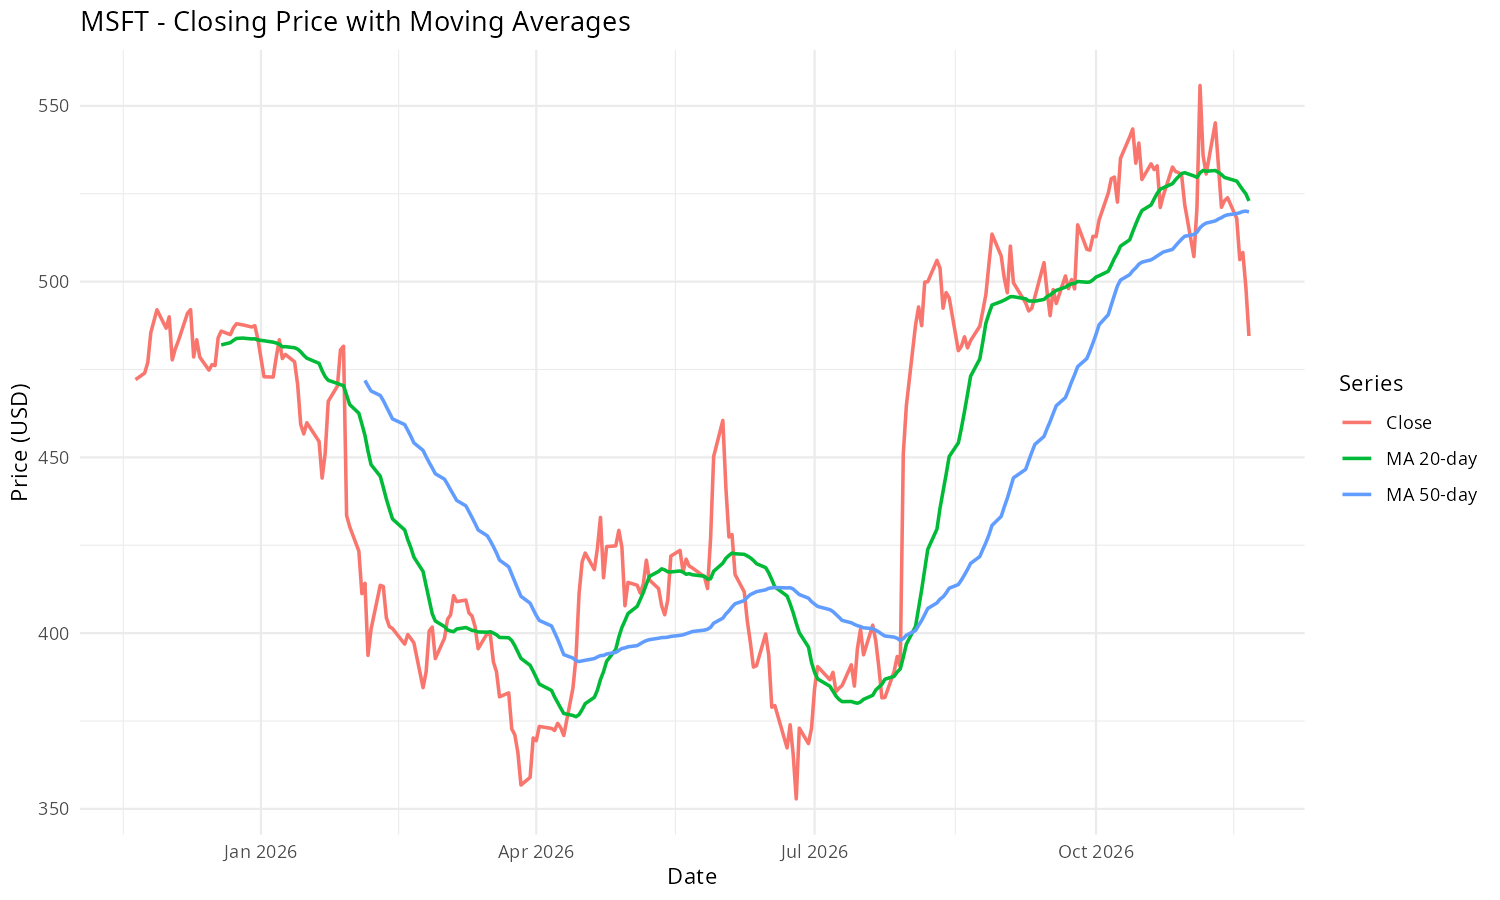 MSFT - Closing Price with Moving Averages
Price (USD)
550
500
450
400
350
Jan 2026
Apr 2026
Jul 2026
Oct 2026
Date
Series
Close
MA 20-day
MA 50-day